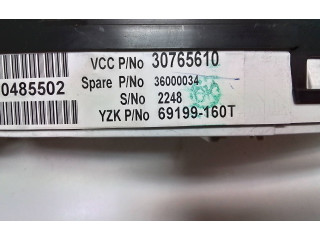 VCC P/No 30765610
0485502
Spare P/No 36000034
S/No 2248
YZK P/No 69199-160T